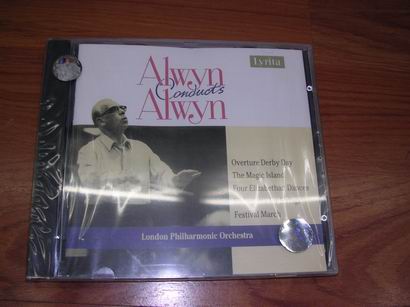 Lyrita
Alwyn
Conducts
Alwyn
Overture Derby Day
The Magic Island
Four Elizabethan Dances
Festival March
London Philharmonic Orchestra